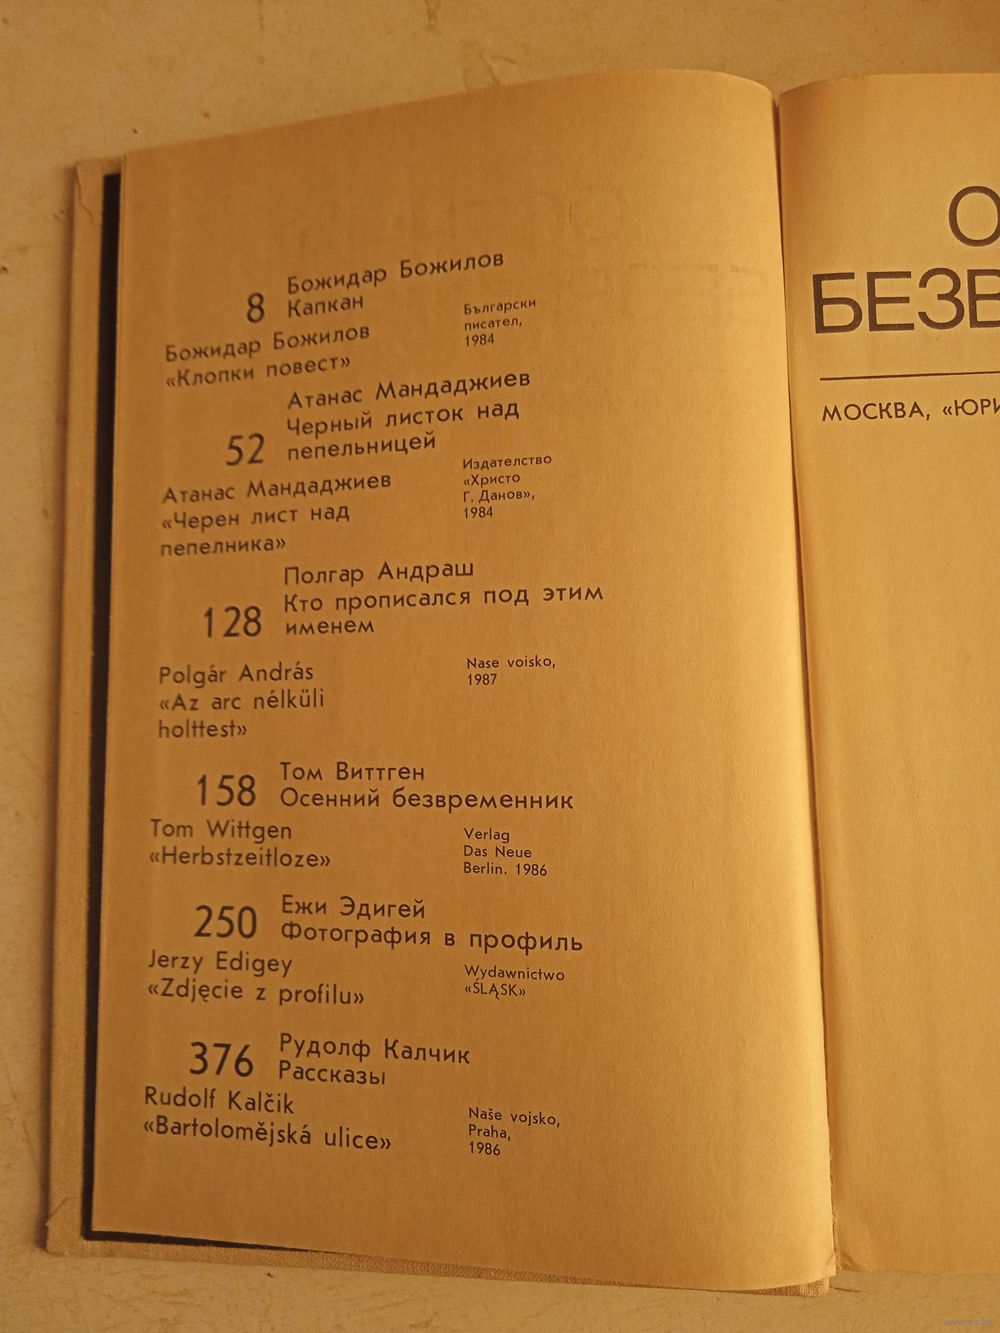 Божидар Божилов
8 Капкан
Божидар Божилов
«Клопки повест»
Български
писател,
1984
Атанас Мандаджиев
Черный листок над
52 пепельницей
Атанас Мандаджиев
«Черен лист над
пепелника»
Издателство
«Христо
Г. Данов»,
1984
Полгар Андраш
Кто прописался под этим
128 именем
Polgár András
«Az arc nélküli
holttest»
Nase voisko,
1987
Том Виттген
158 Осенний безвременник
Tom Wittgen
«Herbstzeitloze»
Verlag
Das Neue
Berlin. 1986
Ежи Эдигей
250 Фотография в профиль
Jerzy Edigey
«Zdjęcie z profilu»
Wydawnictwo
«ŚLĄSK»
Рудолф Калчик
376 Рассказы
Rudolf Kalčik
«Bartolomějská ulice»
Naše vojsko,
Praha,
1986
О
БЕЗВ
МОСКВА, «ЮРИ